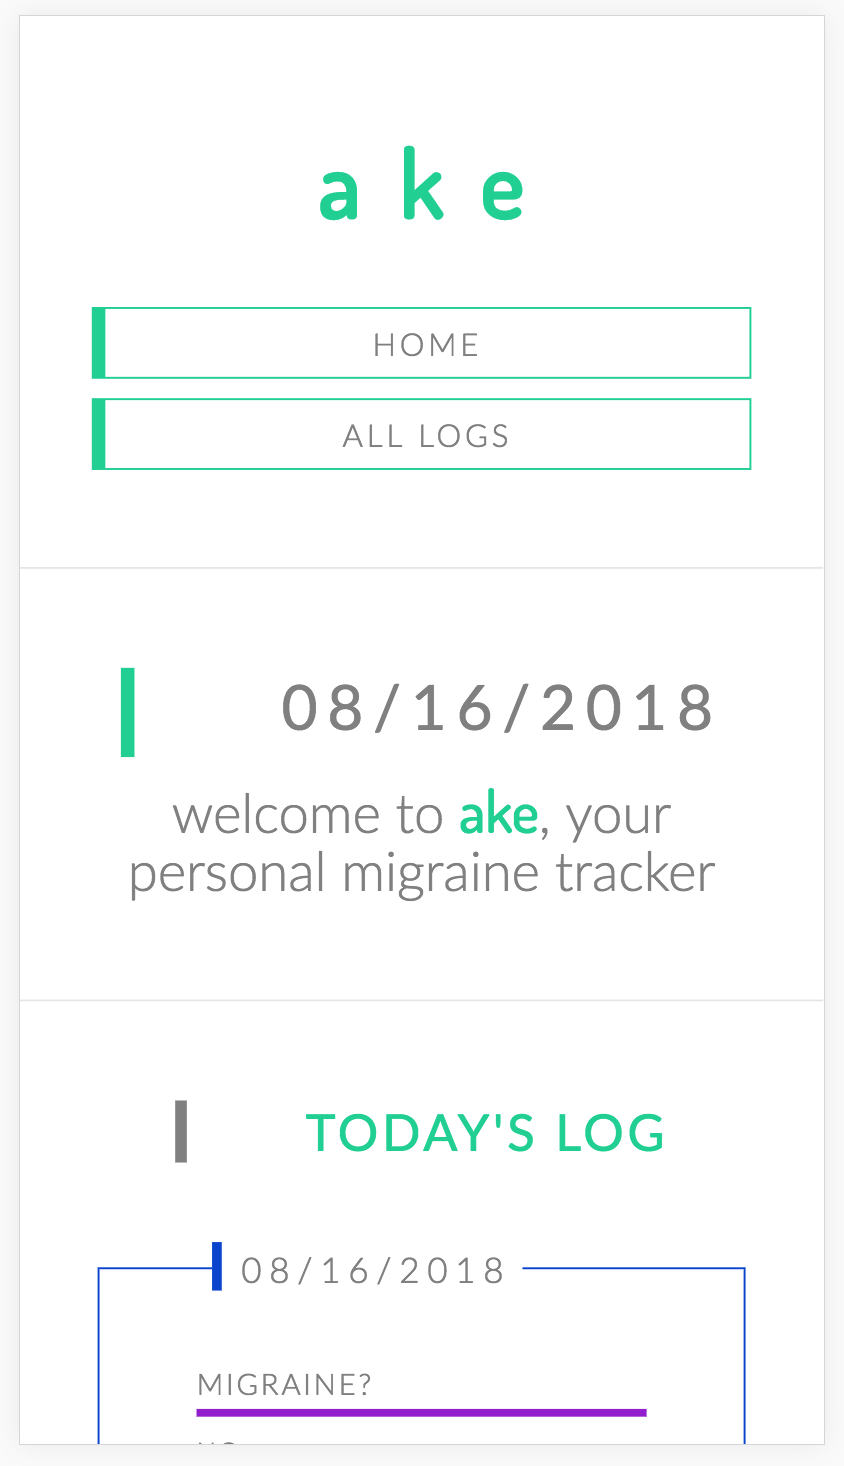 ake
HOME
ALL LOGS
08/16/2018
welcome to ake, your
personal migraine tracker
TODAY'S LOG
08/16/2018
MIGRAINE?